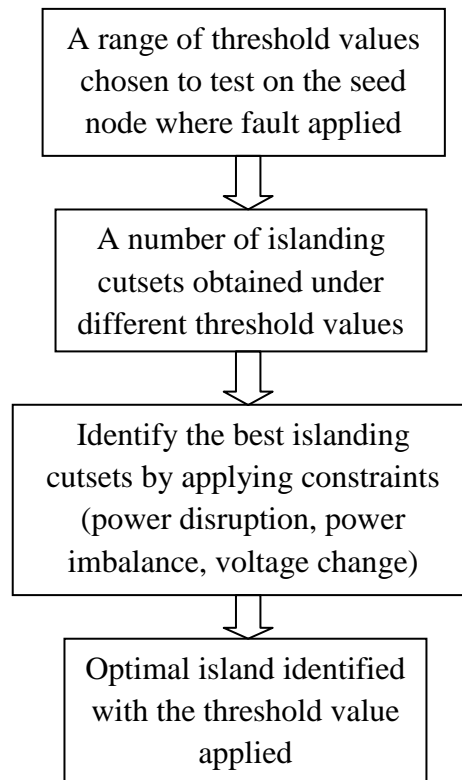 A range of threshold values
chosen to test on the seed
node where fault applied
A number of islanding
cutsets obtained under
different threshold values
Identify the best islanding
cutsets by applying constraints
(power disruption, power
imbalance, voltage change)
Optimal island identified
with the threshold value
applied